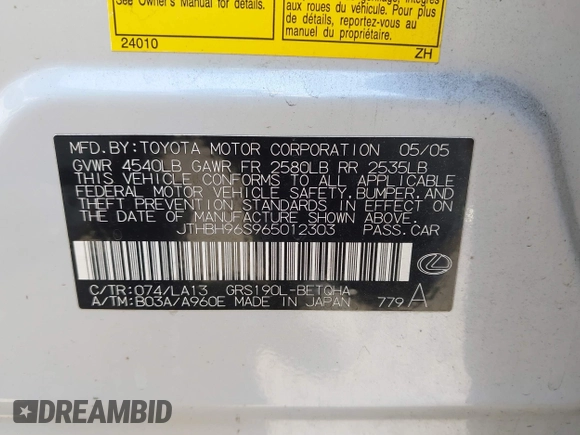 See Owner's Manual for more
details.
roues du véhicule. Pour plus
de détails, reportez-vous au
manuel du propriétaire.
24010
ZH
MFD.BY:TOYOTA MOTOR CORPORATION 05/05
GVWR 4540LB GAWR FR 2580LB RR 2535LB
THIS VEHICLE CONFORMS TO ALL APPLICABLE
FEDERAL MOTOR VEHICLE SAFETY,BUMPER,AND
THEFT PREVENTION STANDARDS IN EFFECT ON
THE DATE OF MANUFACTURE SHOWN ABOVE.
JTHBH96S965012303 PASS.CAR
C/TR:074/LA13 GRS190L-BETQHA
A/TM:B03A/A960E MADE IN JAPAN 779 A
DREAMBID